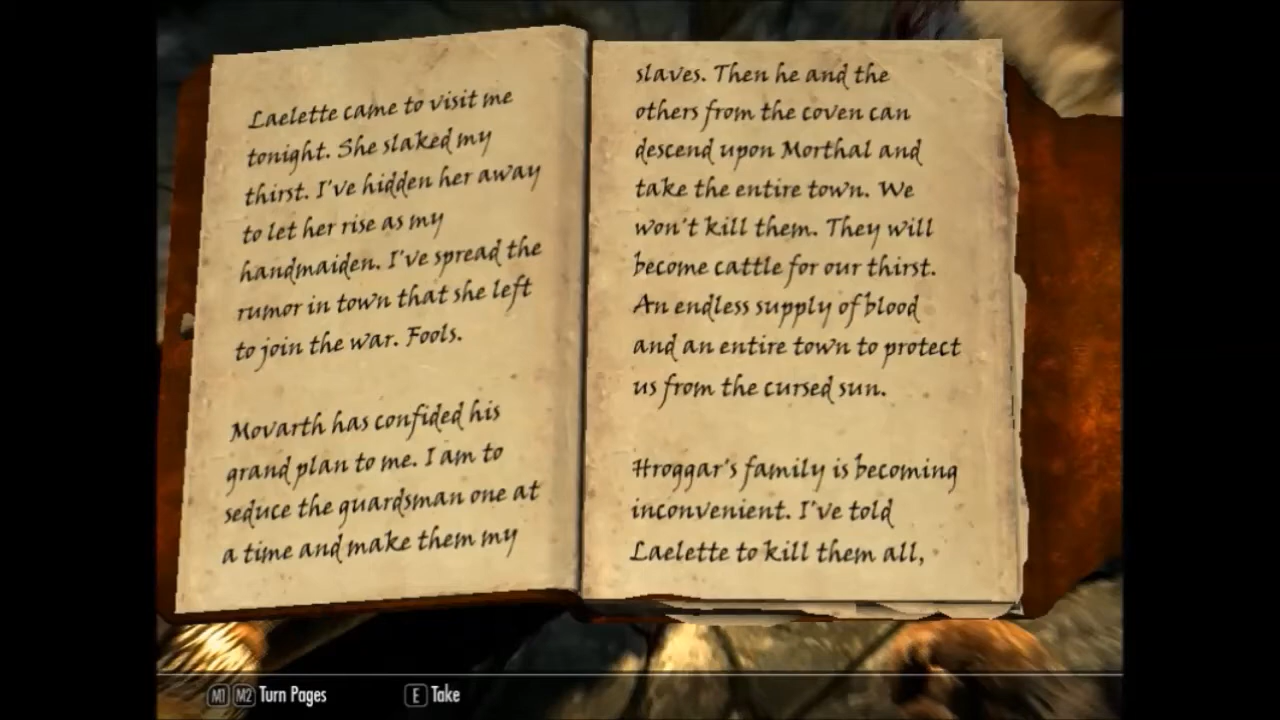 Laelette came to visit me
tonight. She slaked my
thirst. I've hidden her away
to let her rise as my
handmaiden. I've spread the
rumor in town that she left
to join the war. Fools.
Movarth has confided his
grand plan to me. I am to
seduce the guardsman one at
a time and make them my
slaves. Then he and the
others from the coven can
descend upon Morthal and
take the entire town. We
won't kill them. They will
become cattle for our thirst.
An endless supply of blood
and an entire town to protect
us from the cursed sun.
Hroggar's family is becoming
inconvenient. I've told
Laelette to kill them all,
M1 M2 Turn Pages E Take